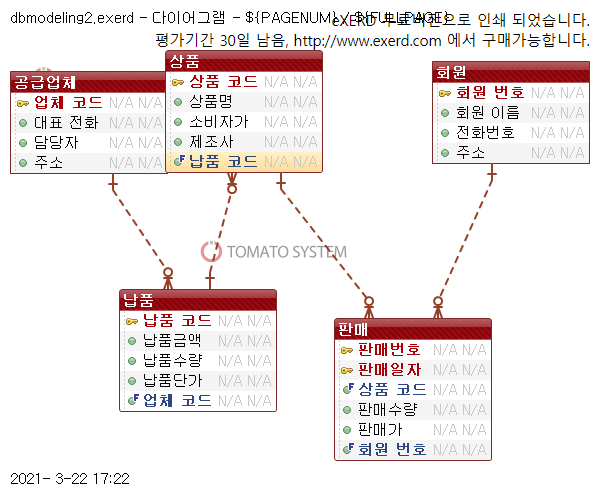 dbmodeling2.exerd - 다이어그램 - ${PAGENUM} / ${FULLPAGE}
eXERD 무료버전으로 인쇄 되었습니다.
평가기간 30일 남음, http://www.exerd.com 에서 구매가능합니다.
공급업체
업체 코드 N/A N/A
대표 전화 N/A N/A
담당자 N/A N/A
주소 N/A N/A
상품
상품 코드 N/A N/A
상품명 N/A N/A
소비자가 N/A N/A
제조사 N/A N/A
납품 코드 N/A N/A
회원
회원 번호 N/A N/A
회원 이름 N/A N/A
전화번호 N/A N/A
주소 N/A N/A
TOMATO SYSTEM
납품
납품 코드 N/A N/A
납품금액 N/A N/A
납품수량 N/A N/A
납품단가 N/A N/A
업체 코드 N/A N/A
판매
판매번호 N/A N/A
판매일자 N/A N/A
상품 코드 N/A N/A
판매수량 N/A N/A
판매가 N/A N/A
회원 번호 N/A N/A
2021- 3-22 17:22